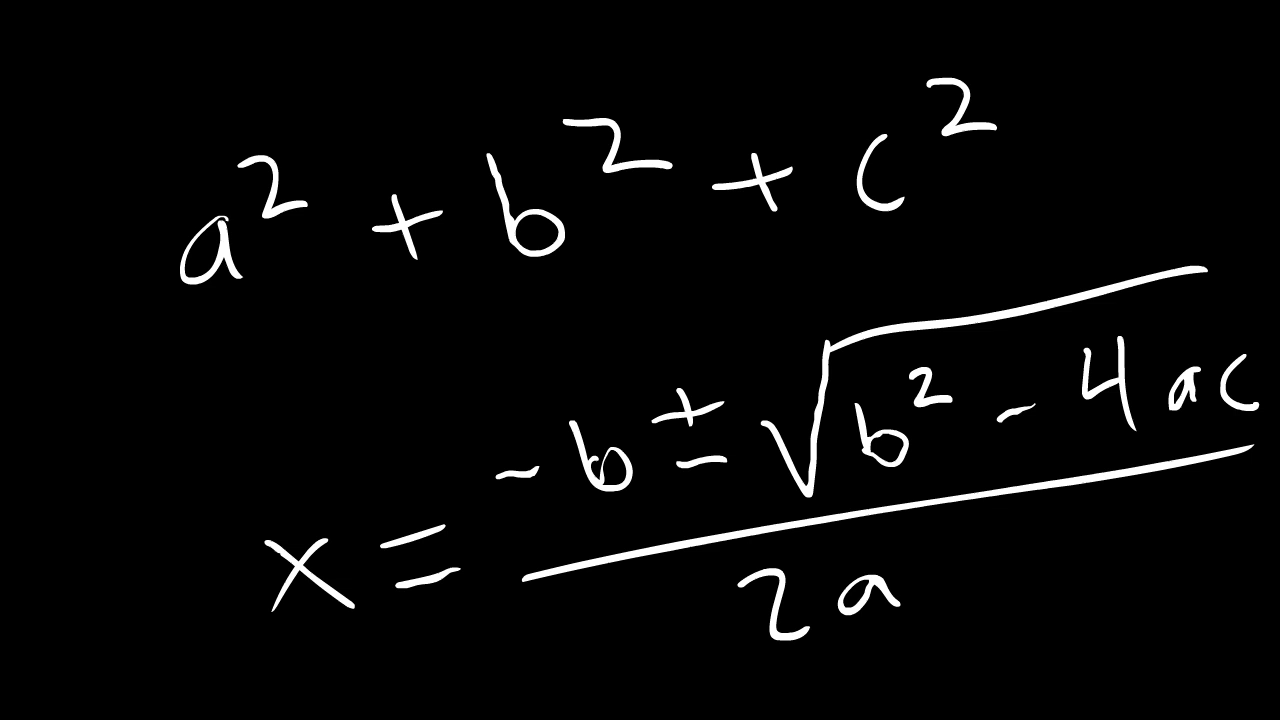 a² + b² + c²
x = (-b ± √(b² - 4ac)) / 2a